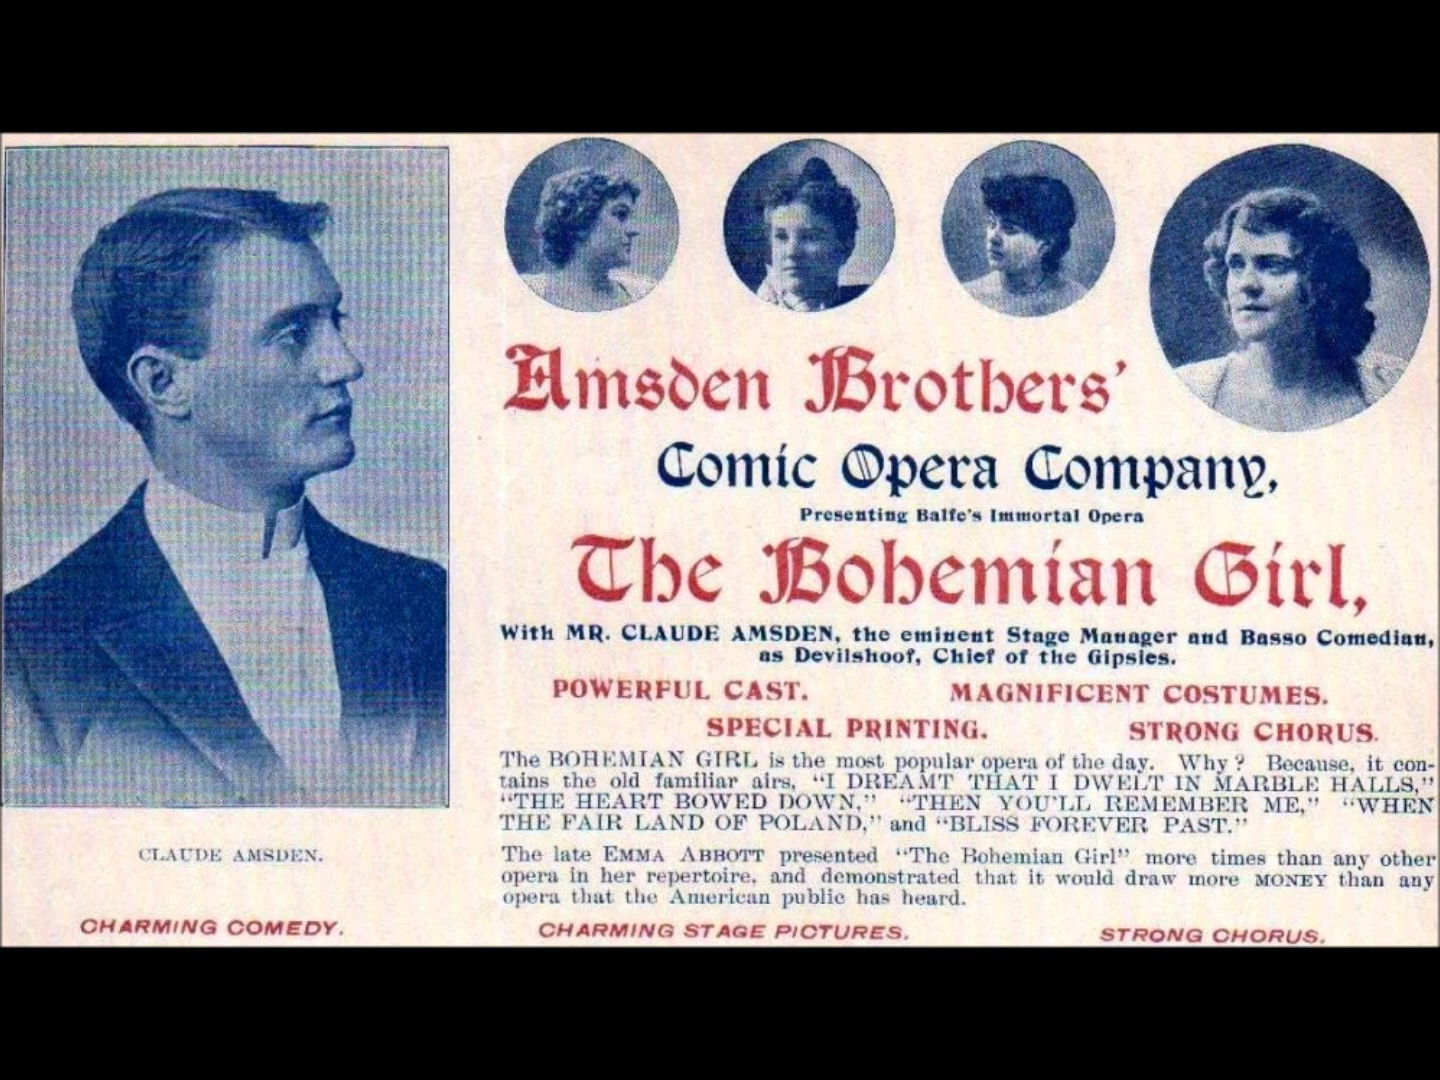 Amsden Brothers'
Comic Opera Company,
Presenting Balfe's Immortal Opera
The Bohemian Girl,
With MR. CLAUDE AMSDEN, the eminent Stage Manager and Basso Comedian,
as Devilshoof, Chief of the Gipsies.
POWERFUL CAST. MAGNIFICENT COSTUMES.
SPECIAL PRINTING. STRONG CHORUS.
The BOHEMIAN GIRL is the most popular opera of the day. Why? Because, it con-
tains the old familiar airs, "I DREAMT THAT I DWELT IN MARBLE HALLS,"
"THE HEART BOWED DOWN," "THEN YOU'LL REMEMBER ME," "WHEN
THE FAIR LAND OF POLAND," and "BLISS FOREVER PAST."
The late EMMA ABBOTT presented "The Bohemian Girl" more times than any other
opera in her repertoire, and demonstrated that it would draw more MONEY than any
opera that the American public has heard.
CLAUDE AMSDEN.
CHARMING COMEDY. CHARMING STAGE PICTURES. STRONG CHORUS.